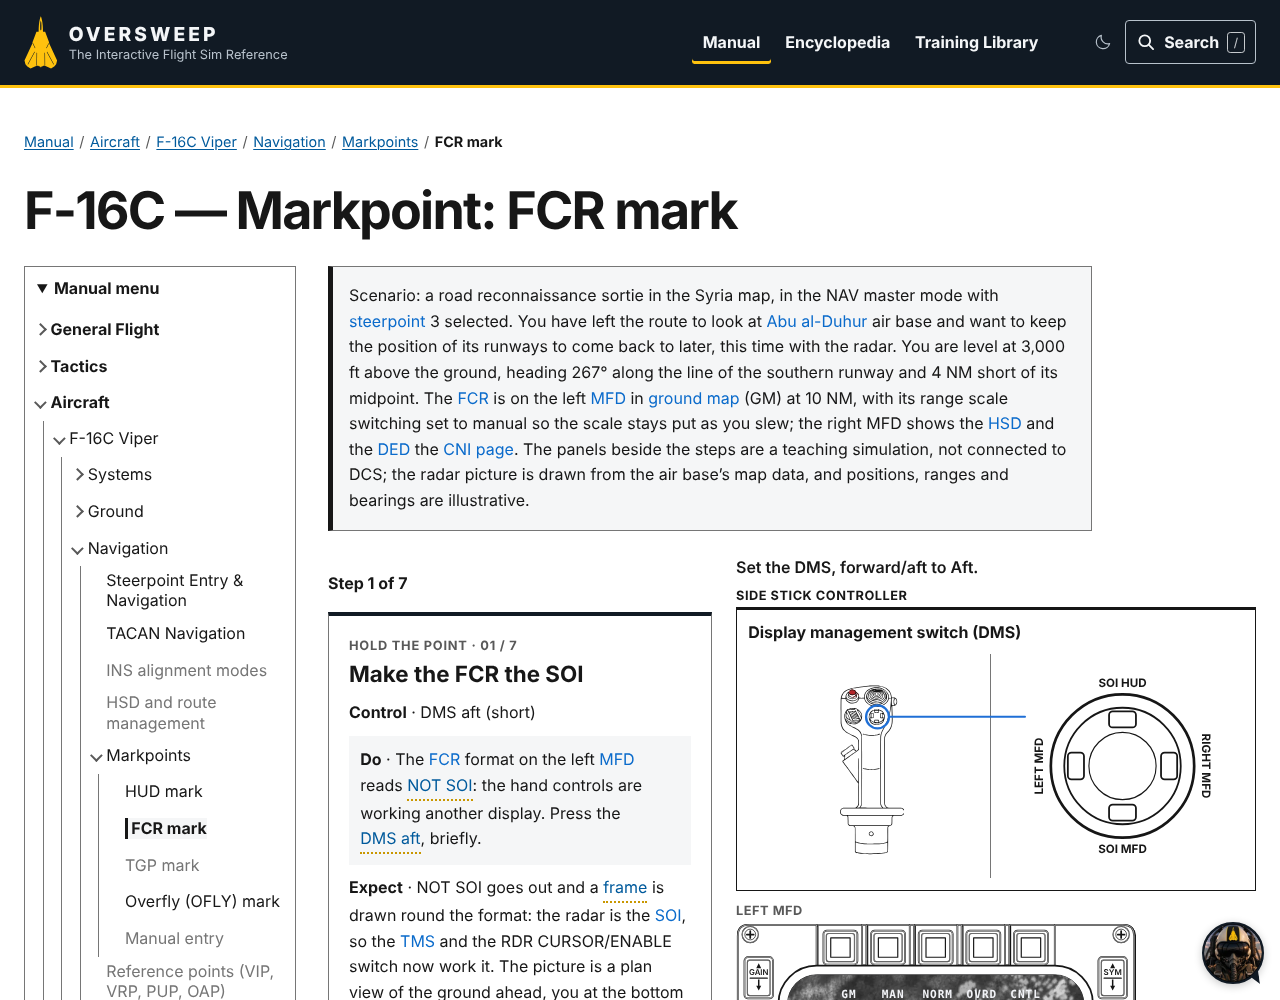 OVERSWEEP
The Interactive Flight Sim Reference
Manual
Encyclopedia
Training Library
Search /
Manual / Aircraft / F-16C Viper / Navigation / Markpoints / FCR mark
F-16C — Markpoint: FCR mark
Manual menu
General Flight
Tactics
Aircraft
F-16C Viper
Systems
Ground
Navigation
Steerpoint Entry &
Navigation
TACAN Navigation
INS alignment modes
HSD and route
management
Markpoints
HUD mark
FCR mark
TGP mark
Overfly (OFLY) mark
Manual entry
Reference points (VIP,
VRP, PUP, OAP)
Scenario: a road reconnaissance sortie in the Syria map, in the NAV master mode with
steerpoint 3 selected. You have left the route to look at Abu al-Duhur air base and want to keep
the position of its runways to come back to later, this time with the radar. You are level at 3,000
ft above the ground, heading 267° along the line of the southern runway and 4 NM short of its
midpoint. The FCR is on the left MFD in ground map (GM) at 10 NM, with its range scale
switching set to manual so the scale stays put as you slew; the right MFD shows the HSD and
the DED the CNI page. The panels beside the steps are a teaching simulation, not connected to
DCS; the radar picture is drawn from the air base’s map data, and positions, ranges and
bearings are illustrative.
Step 1 of 7
HOLD THE POINT · 01 / 7
Make the FCR the SOI
Control · DMS aft (short)
Do · The FCR format on the left MFD
reads NOT SOI: the hand controls are
working another display. Press the
DMS aft, briefly.
Expect · NOT SOI goes out and a frame is
drawn round the format: the radar is the SOI,
so the TMS and the RDR CURSOR/ENABLE
switch now work it. The picture is a plan
view of the ground ahead, you at the bottom
Set the DMS, forward/aft to Aft.
SIDE STICK CONTROLLER
Display management switch (DMS)
SOI HUD
LEFT MFD
RIGHT MFD
SOI MFD
LEFT MFD
GAIN
SYM
GM MAN NORM OVRD CNTL